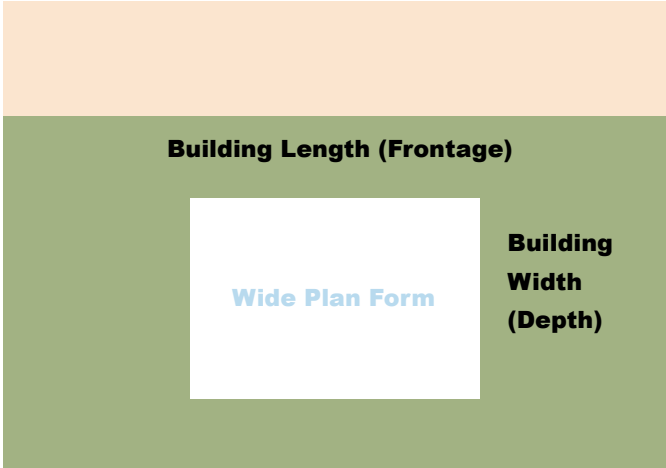 Building Length (Frontage)
Building
Width
(Depth)
Wide Plan Form